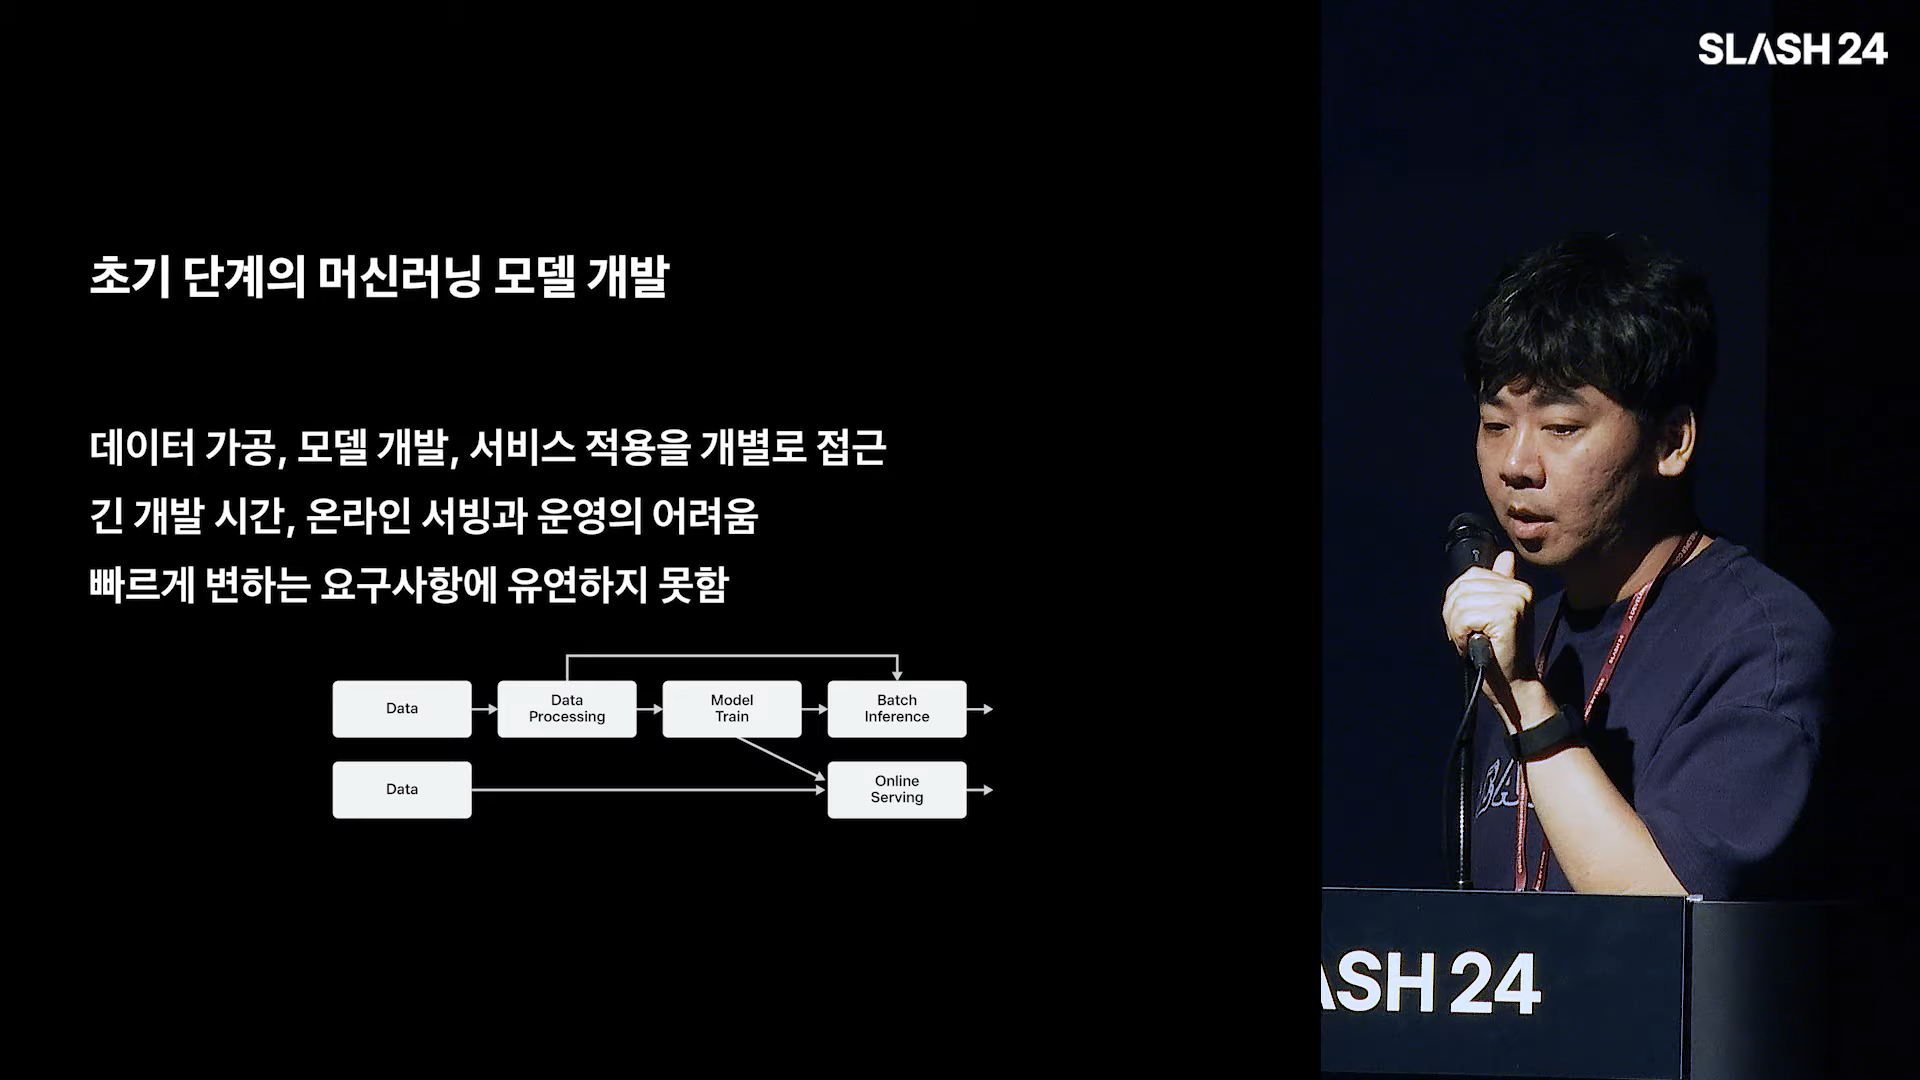 SLASH 24
초기 단계의 머신러닝 모델 개발
데이터 가공, 모델 개발, 서비스 적용을 개별로 접근
긴 개발 시간, 온라인 서빙과 운영의 어려움
빠르게 변하는 요구사항에 유연하지 못함
Data
Data
Processing
Model
Train
Batch
Inference
Data
Online
Serving
ASH 24